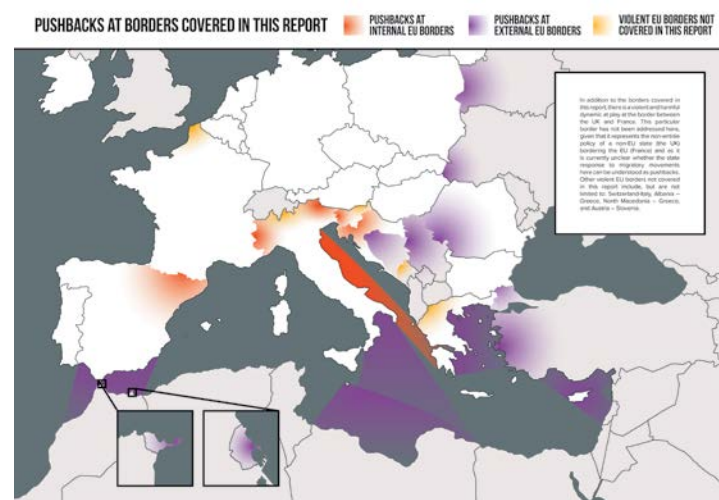 PUSHBACKS AT BORDERS COVERED IN THIS REPORT
PUSHBACKS AT
INTERNAL EU BORDERS
PUSHBACKS AT
EXTERNAL EU BORDERS
VIOLENT EU BORDERS NOT
COVERED IN THIS REPORT
In addition to the borders covered in
this report, there is a violent and harmful
dynamic at play at the border between
the UK and France. This particular
border has not been addressed here,
given that it represents the non-entrée
policy of a non-EU state (the UK)
bordering the EU (France) and as it
is currently unclear whether the state
response to migratory movements
here can be understood as pushbacks.
Other violent EU borders not covered
in this report include, but are not
limited to: Switzerland-Italy, Albania –
Greece, North Macedonia – Greece,
and Austria – Slovenia.